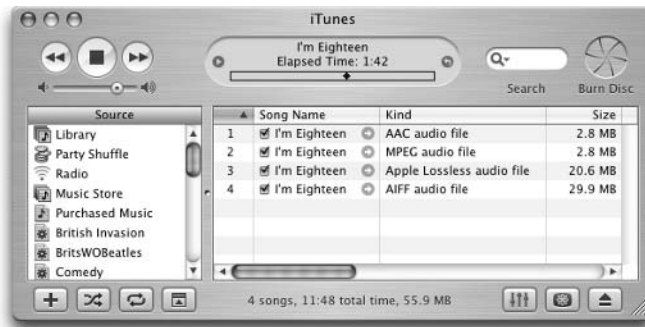 iTunes
I'm Eighteen
Elapsed Time: 1:42
Search
Burn Disc
Source
Library
Party Shuffle
Radio
Music Store
Purchased Music
British Invasion
BritsWOBeatles
Comedy
Song Name Kind Size
1 I'm Eighteen AAC audio file 2.8 MB
2 I'm Eighteen MPEG audio file 2.8 MB
3 I'm Eighteen Apple Lossless audio file 20.6 MB
4 I'm Eighteen AIFF audio file 29.9 MB
4 songs, 11:48 total time, 55.9 MB